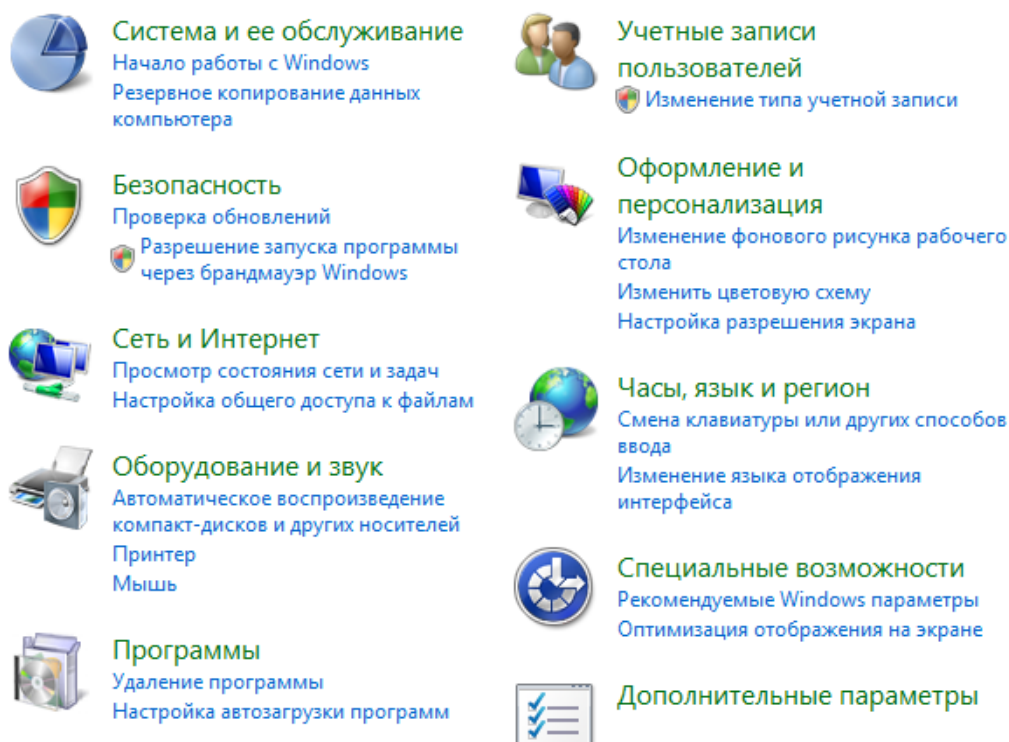 Система и ее обслуживание
Начало работы с Windows
Резервное копирование данных
компьютера
Безопасность
Проверка обновлений
Разрешение запуска программы
через брандмауэр Windows
Сеть и Интернет
Просмотр состояния сети и задач
Настройка общего доступа к файлам
Оборудование и звук
Автоматическое воспроизведение
компакт-дисков и других носителей
Принтер
Мышь
Программы
Удаление программы
Настройка автозагрузки программ
Учетные записи
пользователей
Изменение типа учетной записи
Оформление и
персонализация
Изменение фонового рисунка рабочего
стола
Изменить цветовую схему
Настройка разрешения экрана
Часы, язык и регион
Смена клавиатуры или других способов
ввода
Изменение языка отображения
интерфейса
Специальные возможности
Рекомендуемые Windows параметры
Оптимизация отображения на экране
Дополнительные параметры